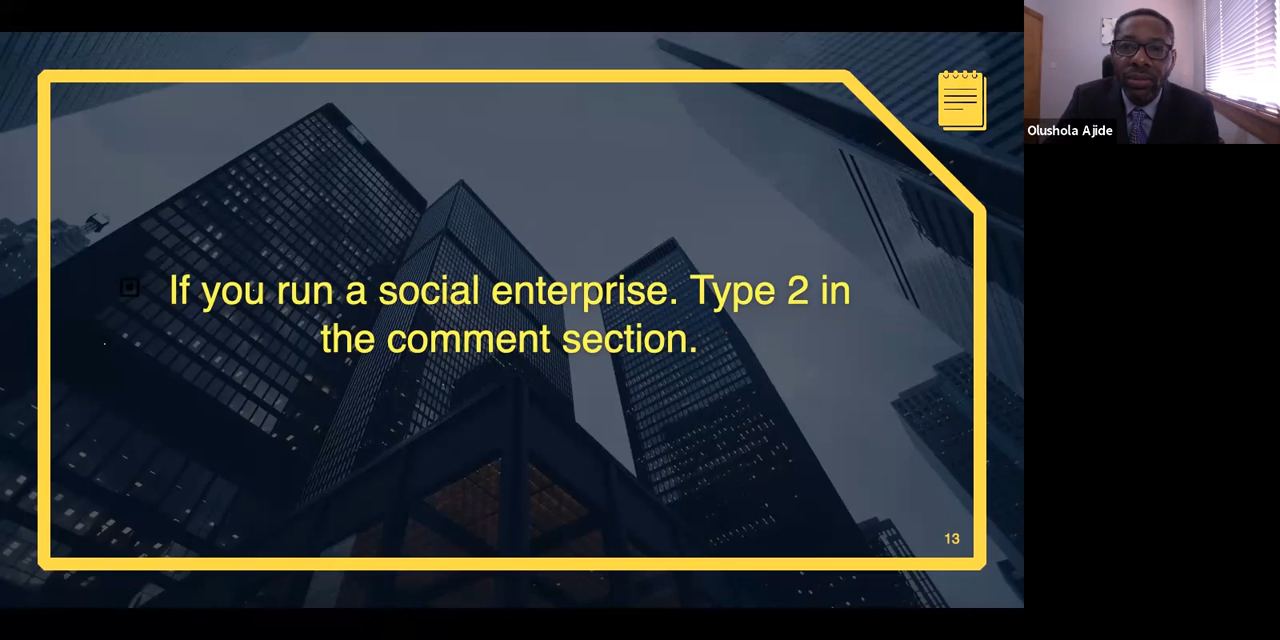 If you run a social enterprise. Type 2 in
the comment section.
13
Olushola Ajide